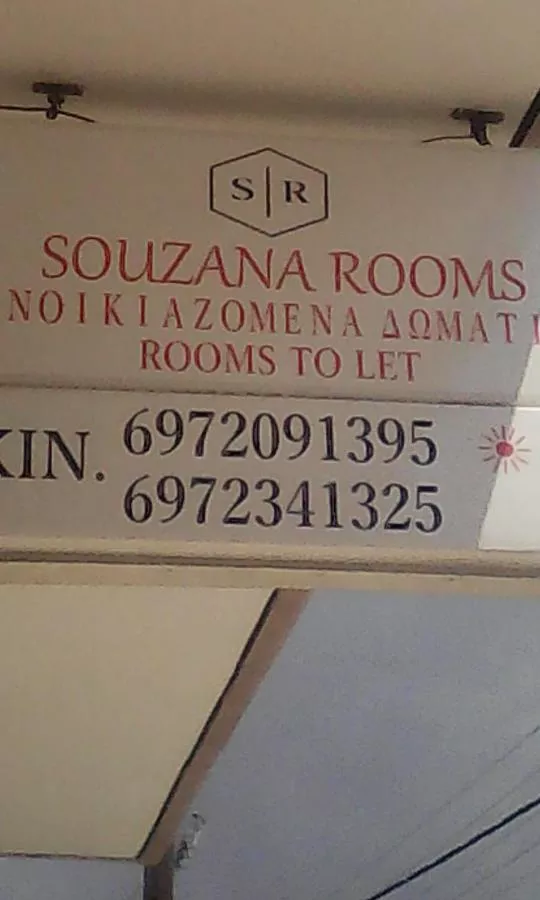 S|R
SOUZANA ROOMS
ΝΟΙΚΙΑΖΟΜΕΝΑ ΔΩΜΑΤΙ
ROOMS TO LET
ΚΙΝ. 6972091395
6972341325